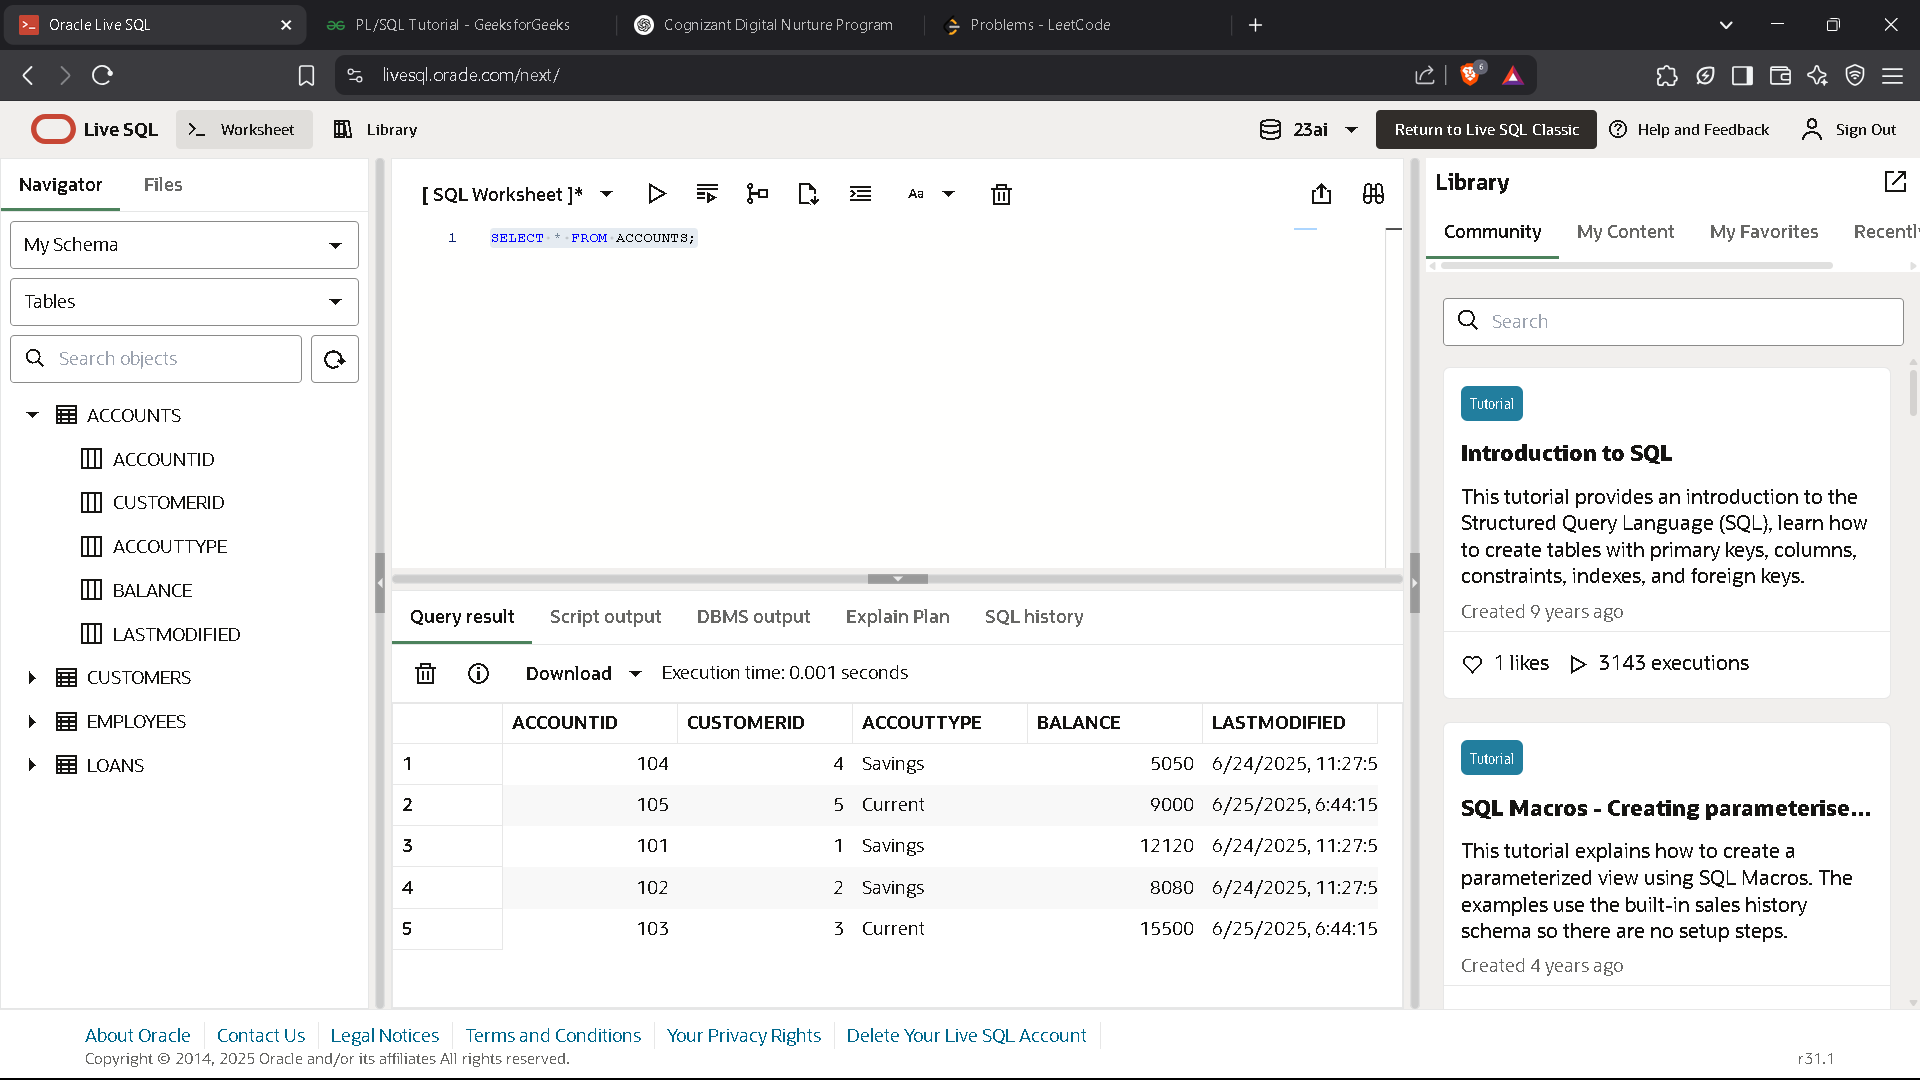 Oracle Live SQL
PL/SQL Tutorial - GeeksforGeeks
Cognizant Digital Nurture Program
Problems - LeetCode
livesql.oracle.com/next/
6
Live SQL
Worksheet
Library
23ai
Return to Live SQL Classic
Help and Feedback
Sign Out
Navigator
Files
My Schema
Tables
Search objects
ACCOUNTS
ACCOUNTID
CUSTOMERID
ACCOUTTYPE
BALANCE
LASTMODIFIED
CUSTOMERS
EMPLOYEES
LOANS
[ SQL Worksheet ]*
Aa
1 SELECT * FROM ACCOUNTS;
Query result
Script output
DBMS output
Explain Plan
SQL history
Download
Execution time: 0.001 seconds
ACCOUNTID CUSTOMERID ACCOUTTYPE BALANCE LASTMODIFIED
1 104 4 Savings 5050 6/24/2025, 11:27:5
2 105 5 Current 9000 6/25/2025, 6:44:15
3 101 1 Savings 12120 6/24/2025, 11:27:5
4 102 2 Savings 8080 6/24/2025, 11:27:5
5 103 3 Current 15500 6/25/2025, 6:44:15
Library
Community
My Content
My Favorites
Recently
Search
Tutorial
Introduction to SQL
This tutorial provides an introduction to the
Structured Query Language (SQL), learn how
to create tables with primary keys, columns,
constraints, indexes, and foreign keys.
Created 9 years ago
1 likes
3143 executions
Tutorial
SQL Macros - Creating parameterise...
This tutorial explains how to create a
parameterized view using SQL Macros. The
examples use the built-in sales history
schema so there are no setup steps.
Created 4 years ago
About Oracle
Contact Us
Legal Notices
Terms and Conditions
Your Privacy Rights
Delete Your Live SQL Account
Copyright © 2014, 2025 Oracle and/or its affiliates All rights reserved.
r31.1